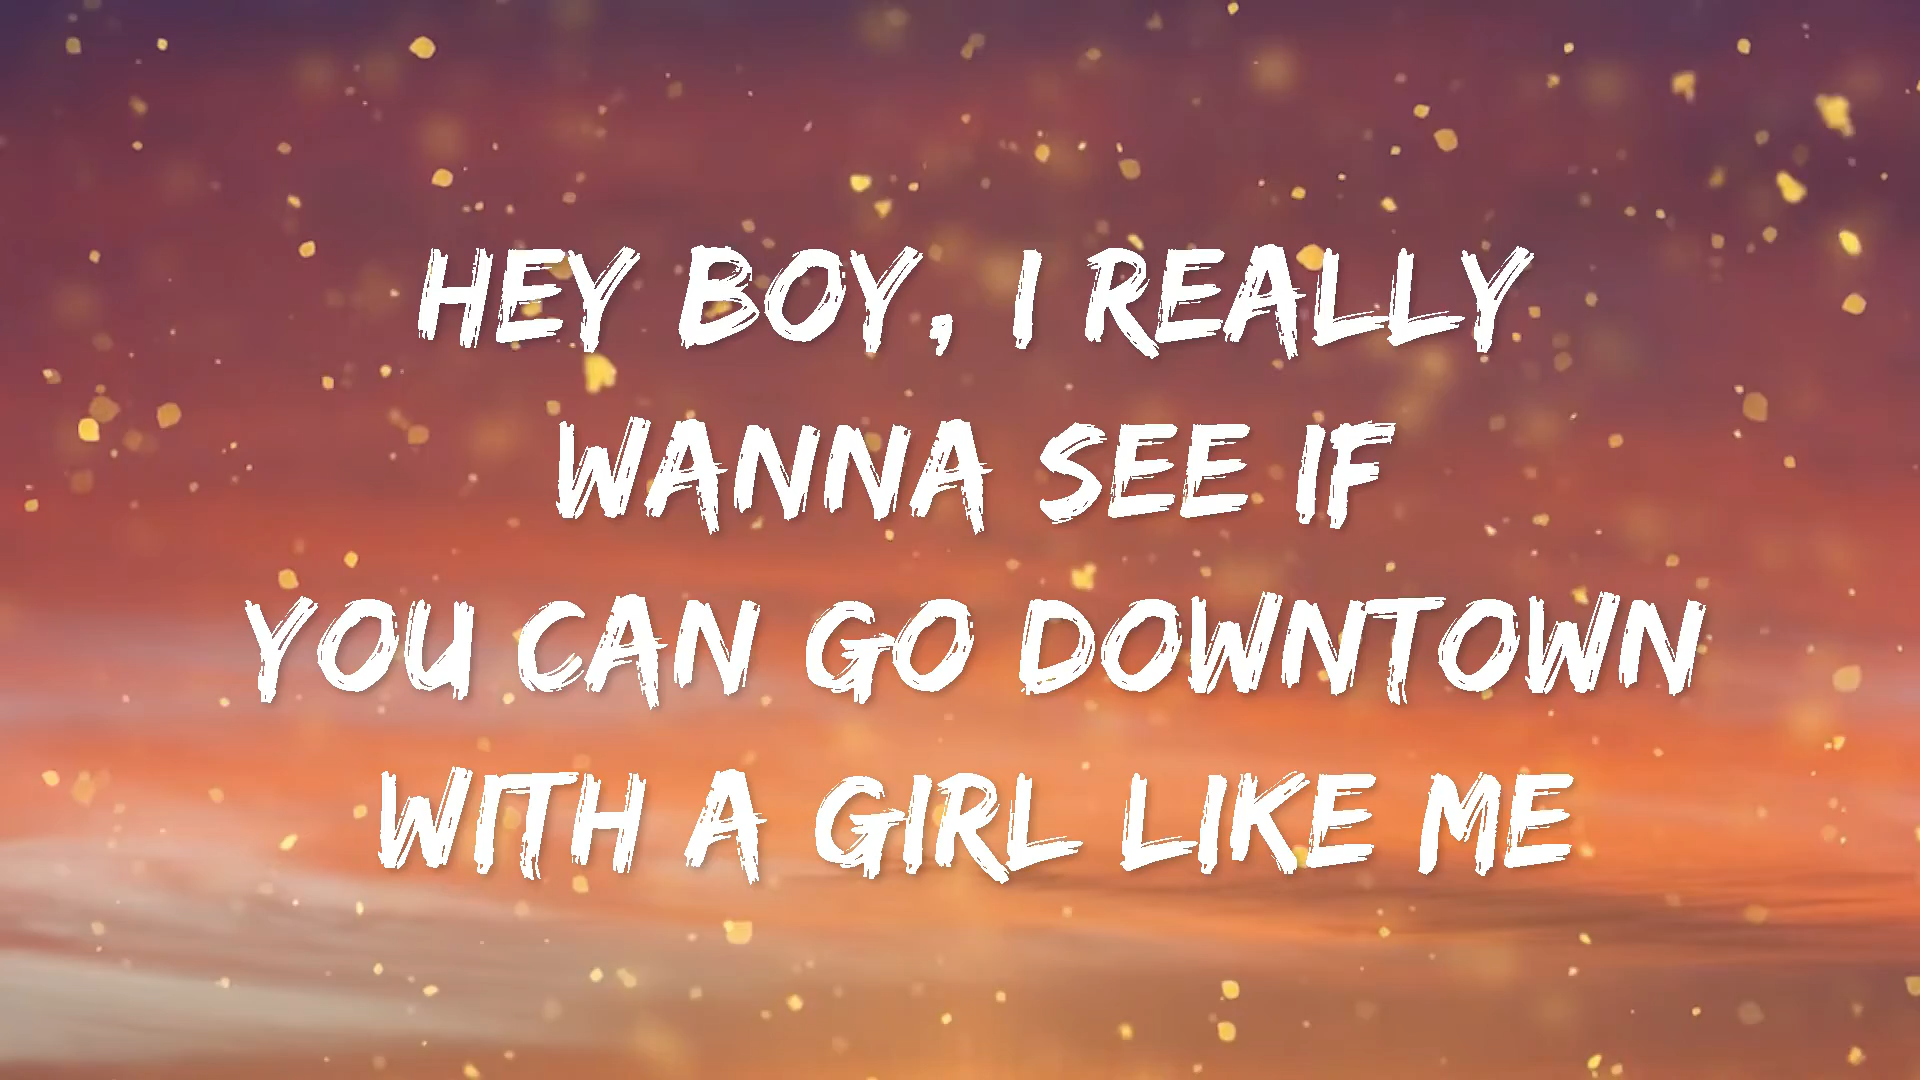 HEY BOY, I REALLY
WANNA SEE IF
YOU CAN GO DOWNTOWN
WITH A GIRL LIKE ME